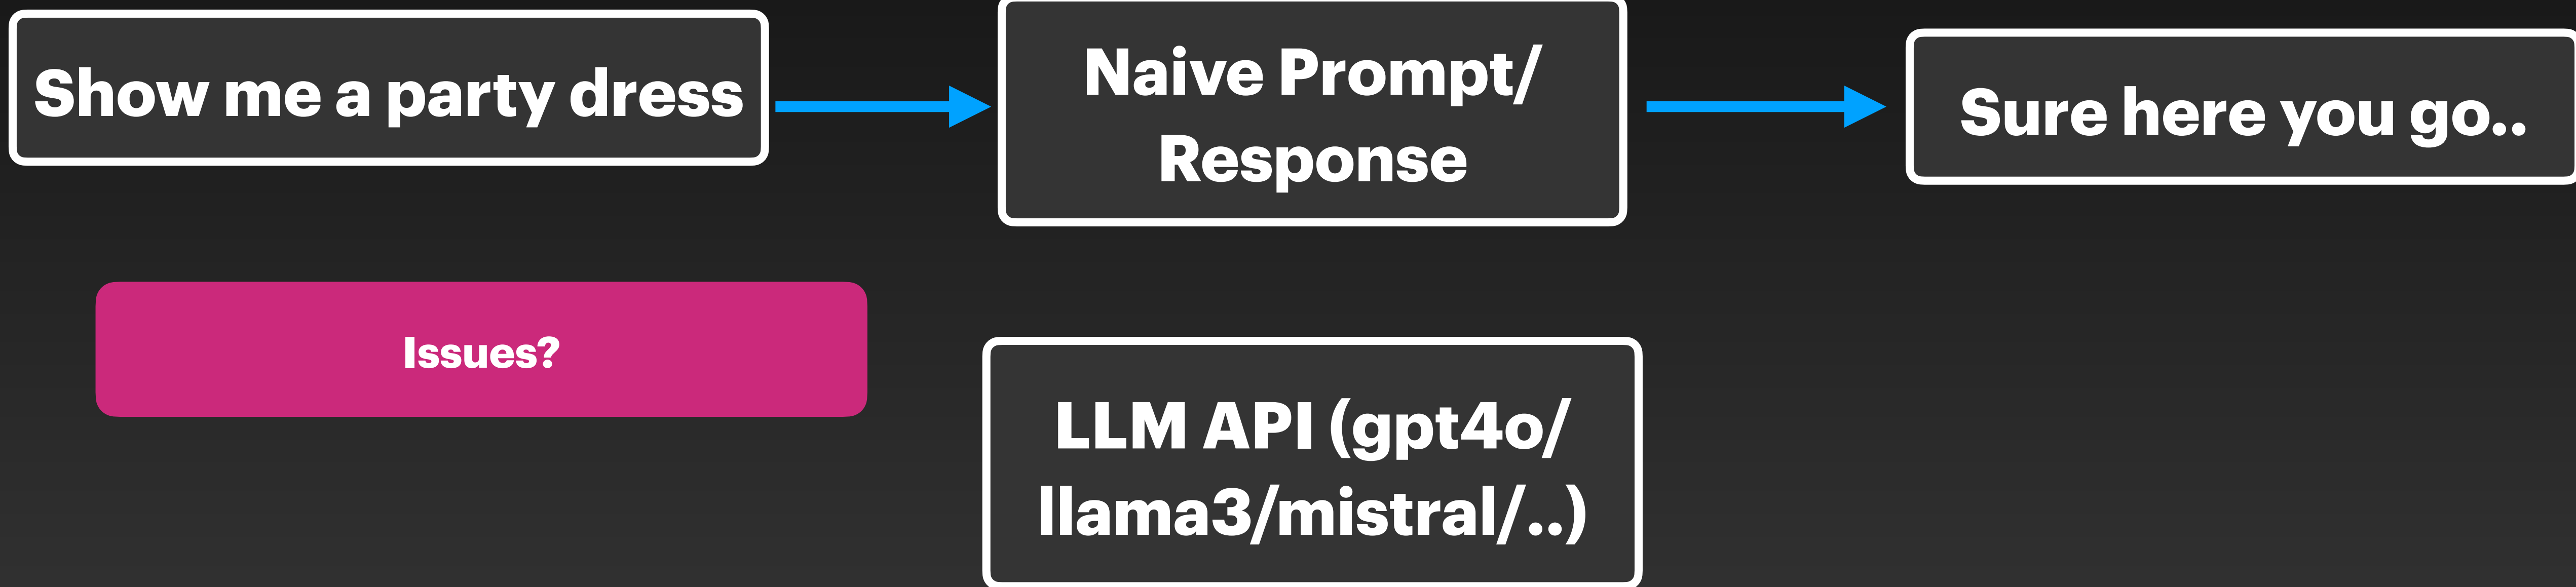 Show me a party dress
Naive Prompt/
Response
Sure here you go..
Issues?
LLM API (gpt4o/
llama3/mistral/..)